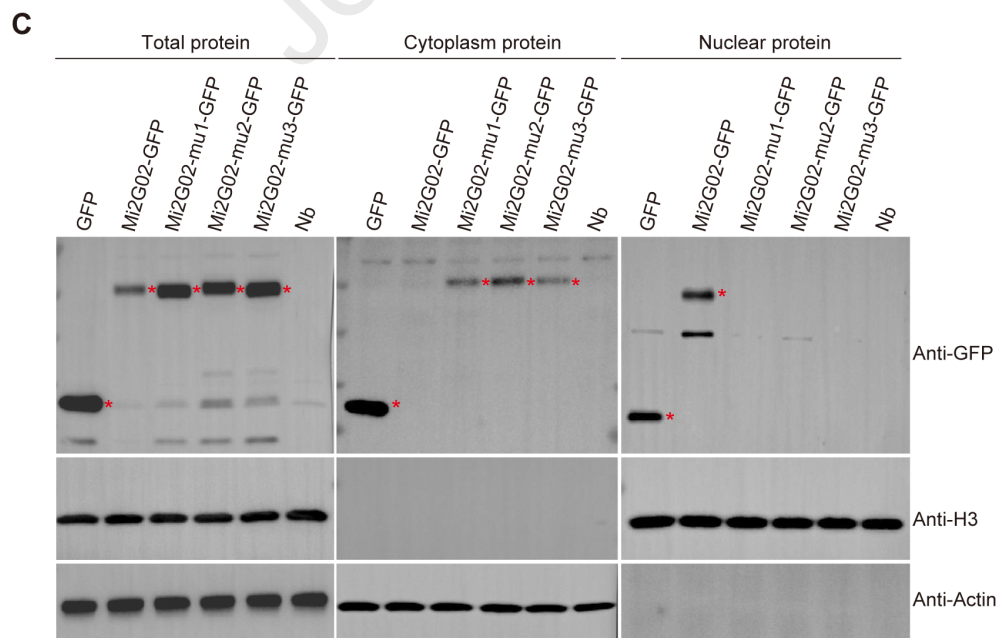 C
Total protein
Cytoplasm protein
Nuclear protein
GFP
Mi2G02-GFP
Mi2G02-mu1-GFP
Mi2G02-mu2-GFP
Mi2G02-mu3-GFP
Nb
GFP
Mi2G02-GFP
Mi2G02-mu1-GFP
Mi2G02-mu2-GFP
Mi2G02-mu3-GFP
Nb
GFP
Mi2G02-GFP
Mi2G02-mu1-GFP
Mi2G02-mu2-GFP
Mi2G02-mu3-GFP
Nb
* * * * *
* * * *
* *
Anti-GFP
Anti-H3
Anti-Actin